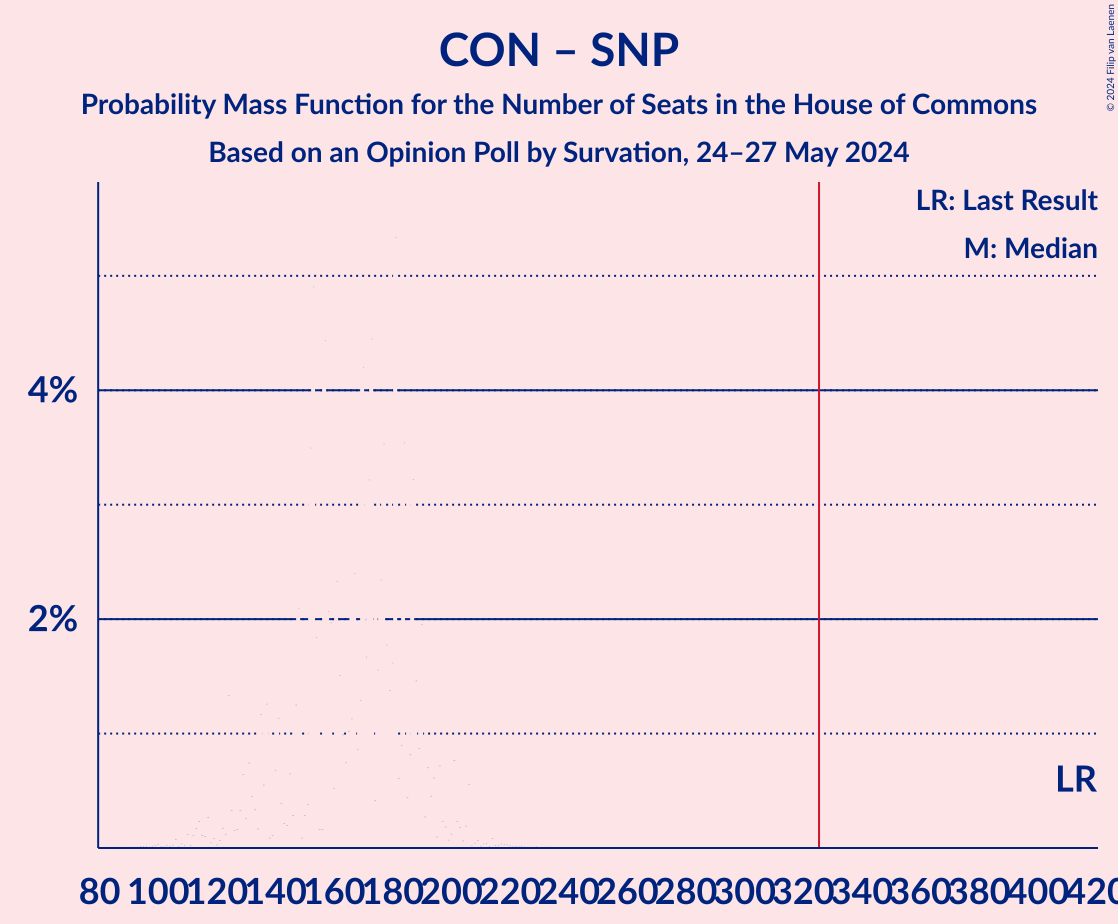 CON – SNP
Probability Mass Function for the Number of Seats in the House of Commons
Based on an Opinion Poll by Survation, 24–27 May 2024
© 2024 Filip van Laenen
LR: Last Result
M: Median
4%
2%
LR
80 100 120 140 160 180 200 220 240 260 280 300 320 340 360 380 400 420